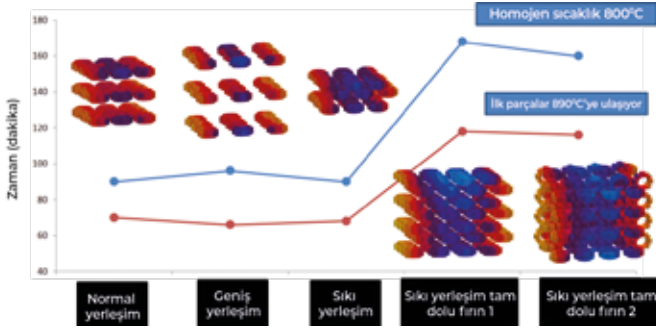 Homojen sıcaklık 800°C
İlk parçalar 890°C'ye ulaşıyor
Zaman (dakika)
180
160
140
120
100
80
60
40
Normal
yerleşim
Geniş
yerleşim
Sıkı
yerleşim
Sıkı yerleşim tam
dolu fırın 1
Sıkı yerleşim tam
dolu fırın 2